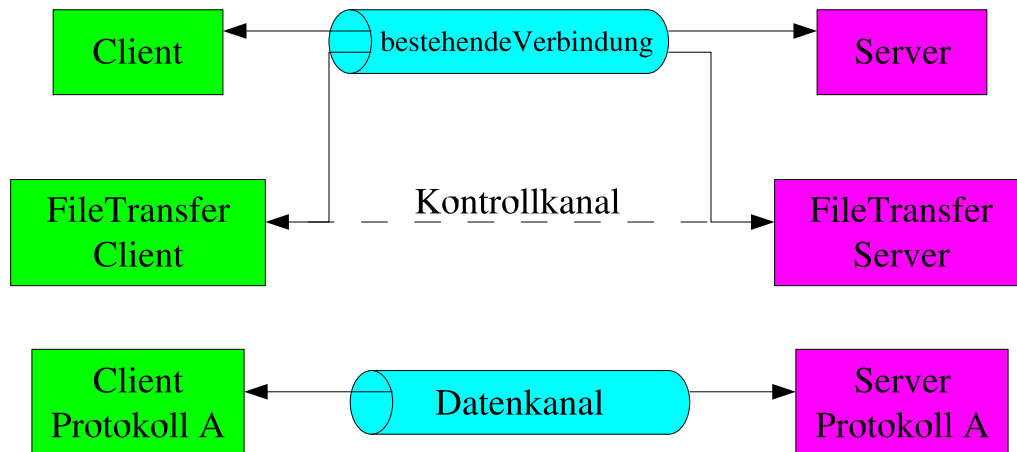 Client
bestehendeVerbindung
Server
FileTransfer
Client
Kontrollkanal
FileTransfer
Server
Client
Protokoll A
Datenkanal
Server
Protokoll A